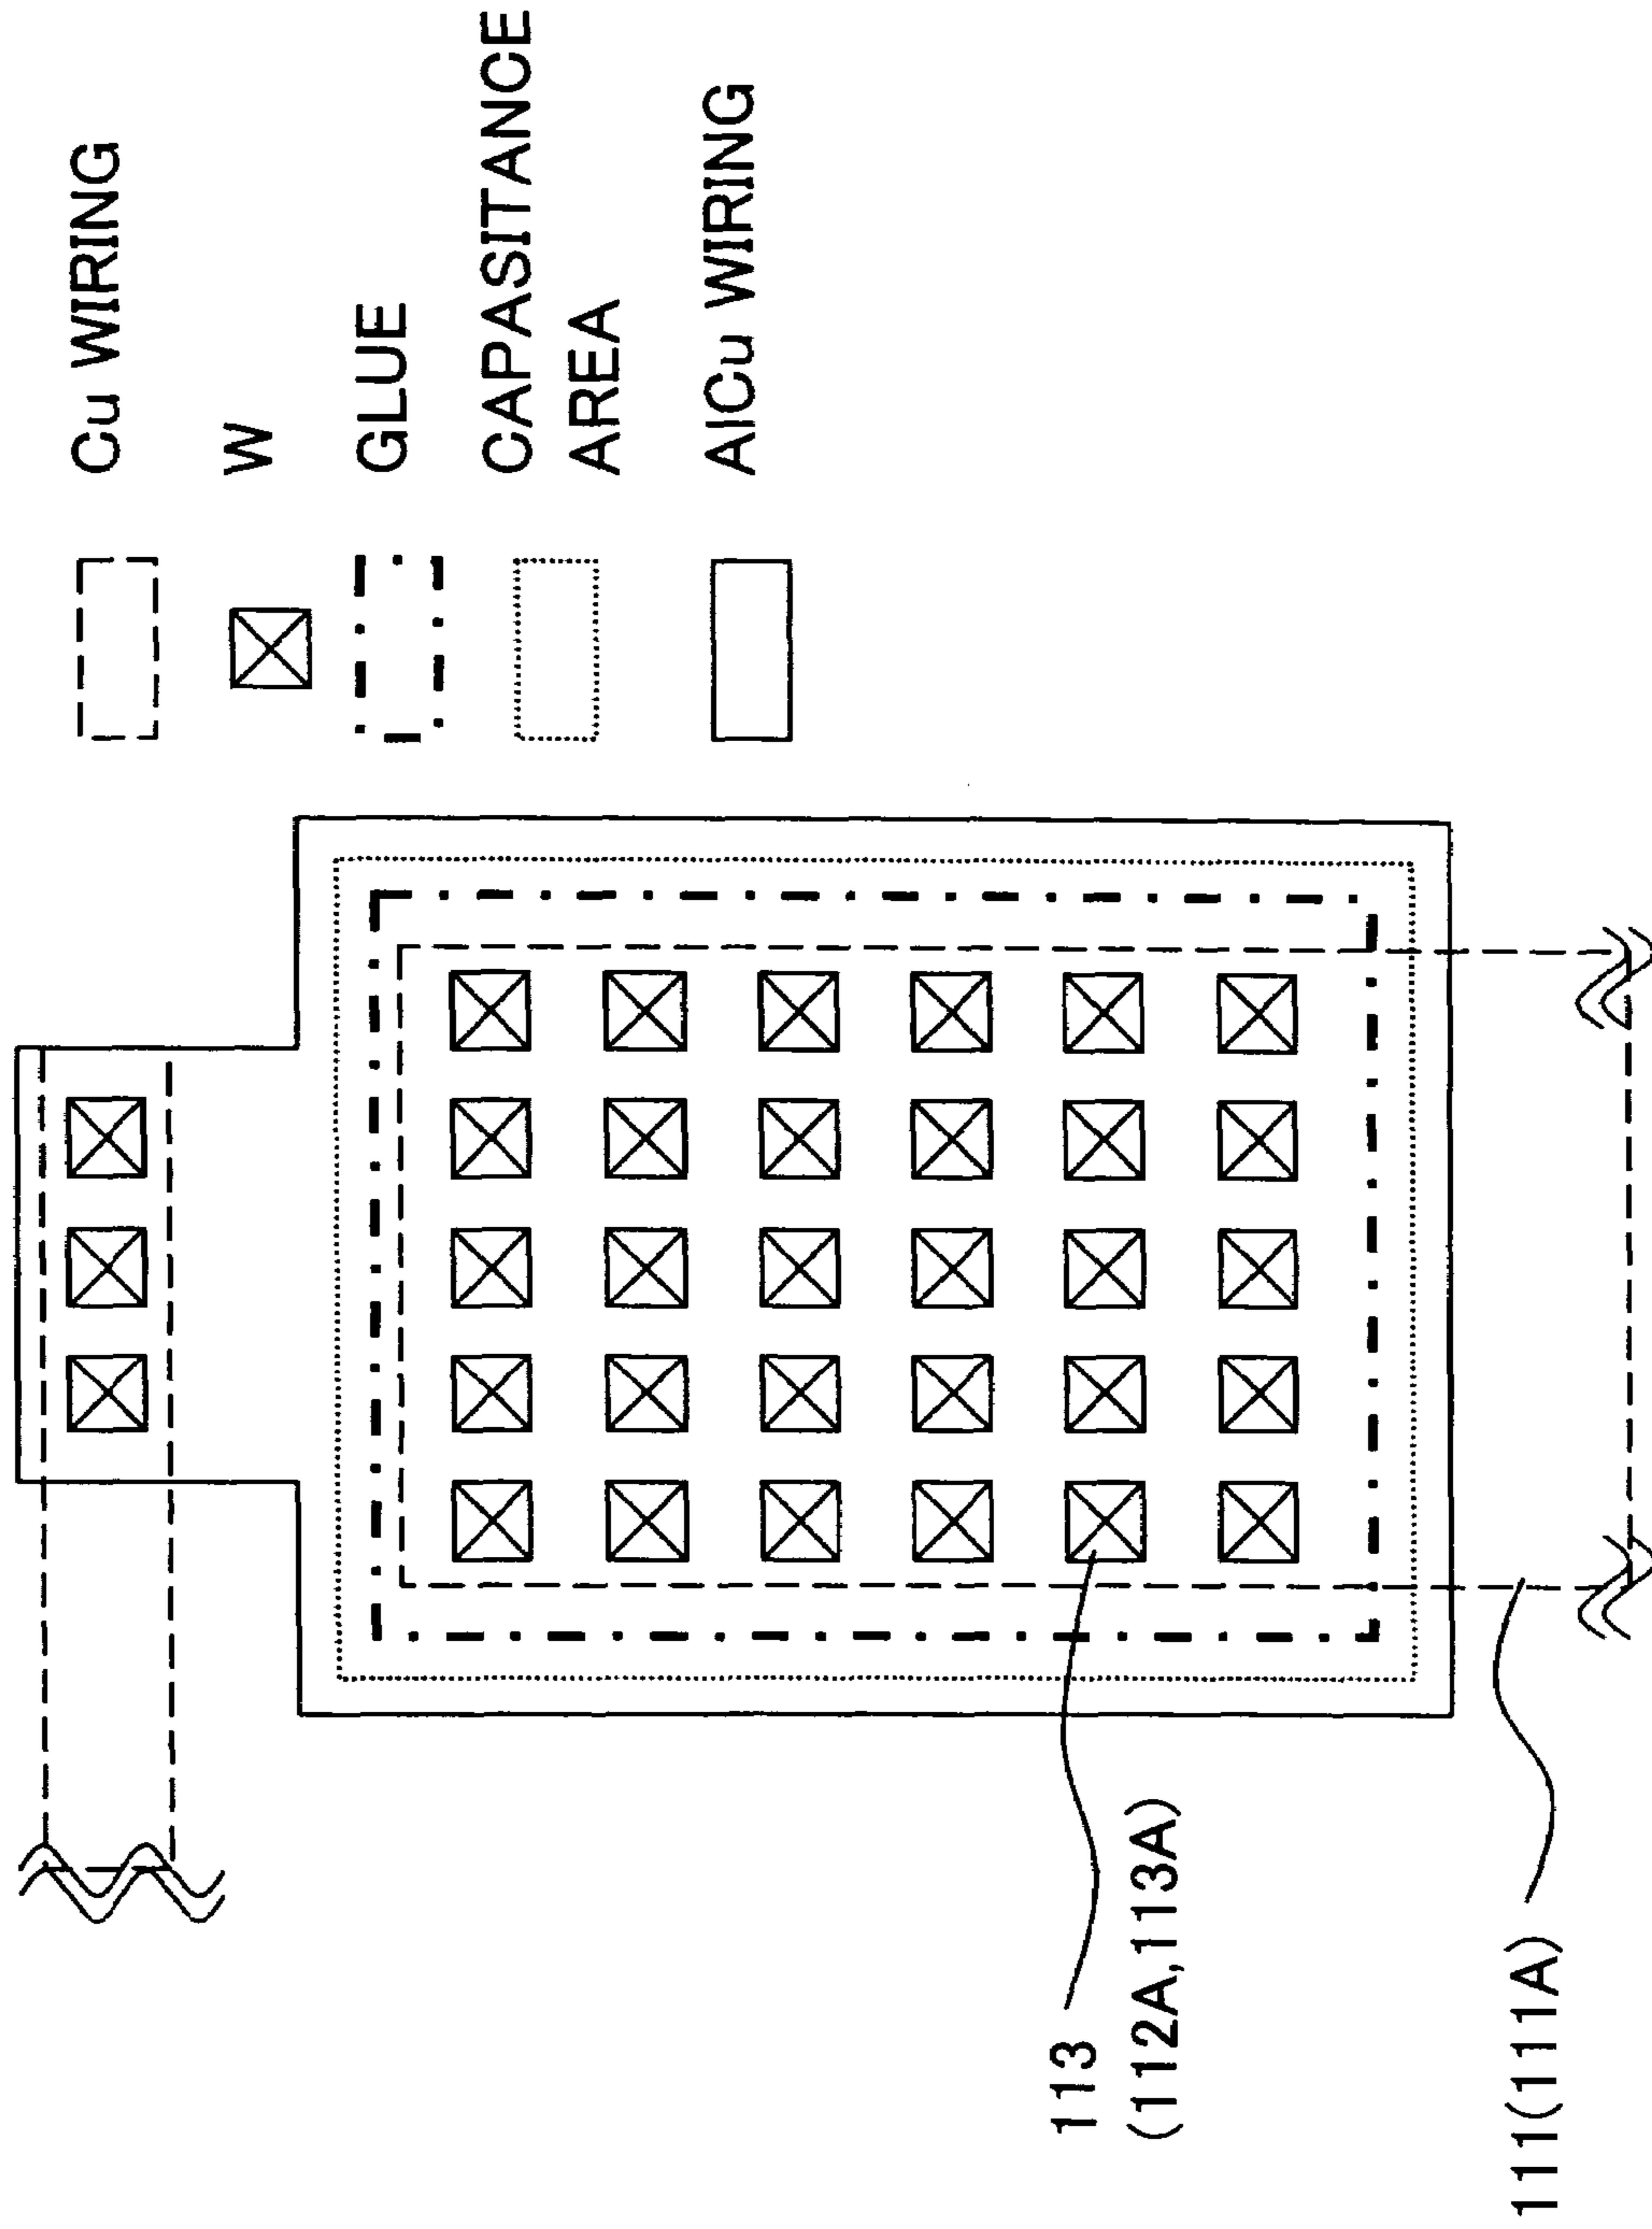 Cu WIRING
W
GLUE
CAPASITANCE
AREA
AlCu WIRING
113
(112A,113A)
111(111A)